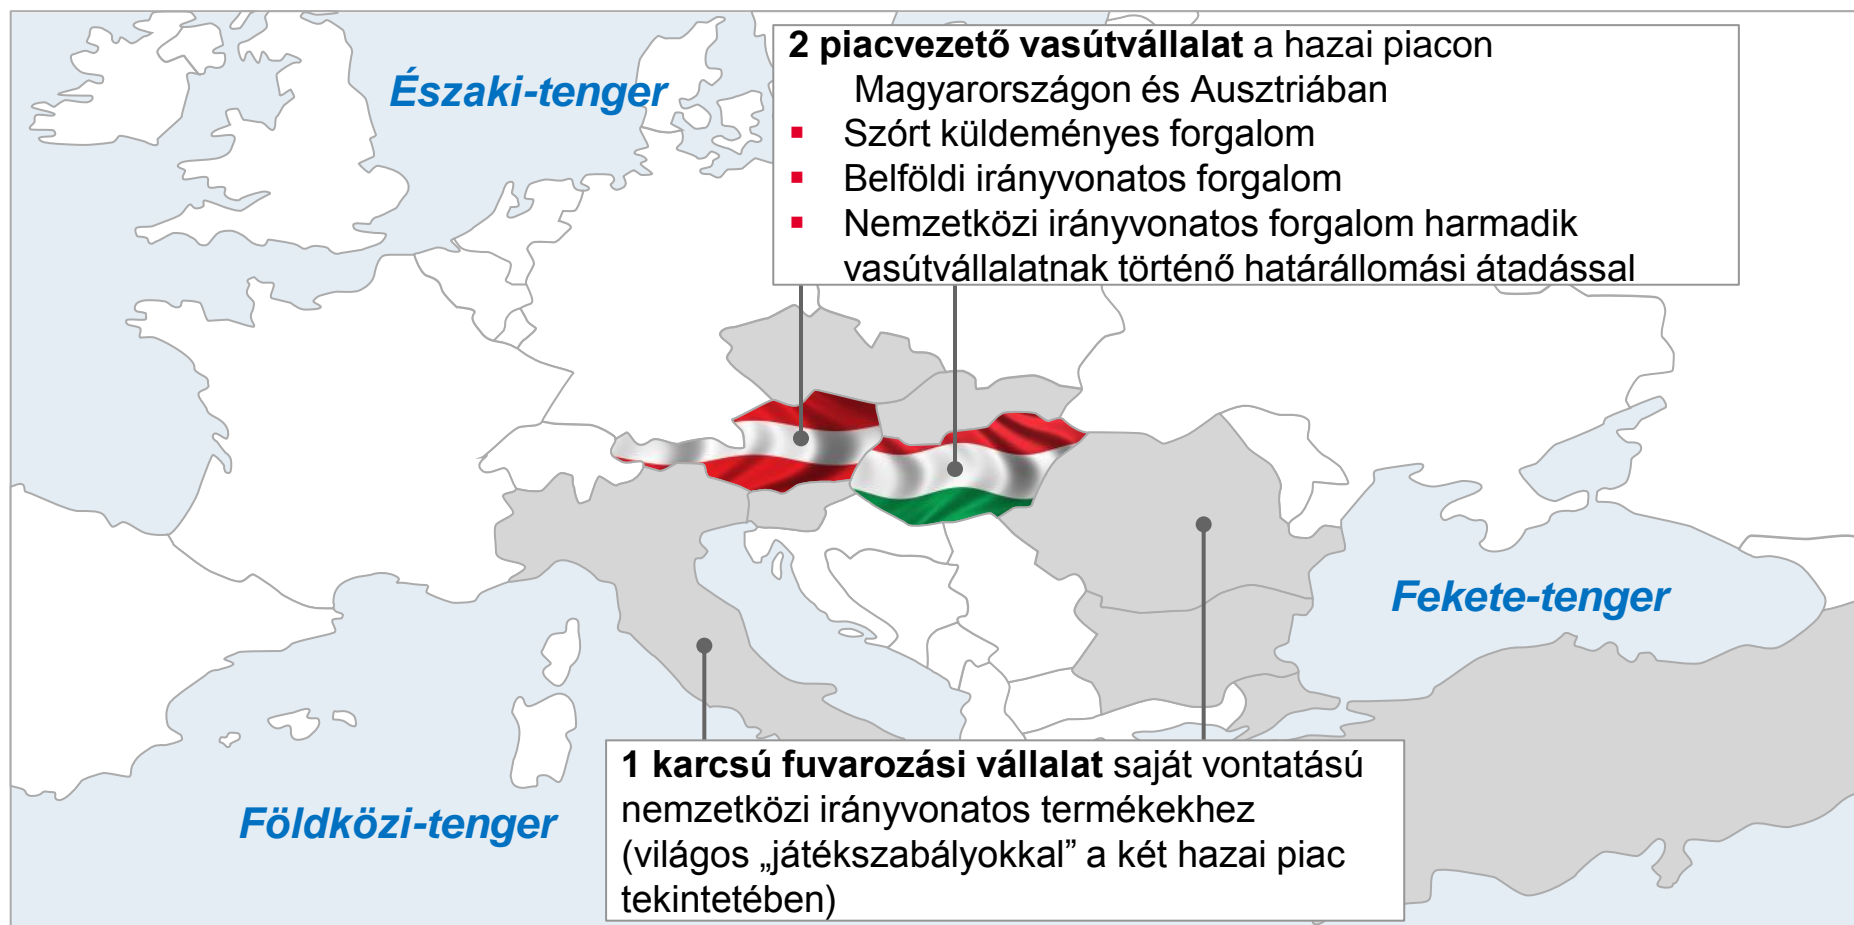 2 piacvezető vasútvállalat a hazai piacon
Magyarországon és Ausztriában
Északi-tenger
▪ Szórt küldeményes forgalom
▪ Belföldi irányvonatos forgalom
▪ Nemzetközi irányvonatos forgalom harmadik
vasútvállalatnak történő határállomási átadással
Fekete-tenger
1 karcsú fuvarozási vállalat saját vontatású
nemzetközi irányvonatos termékekhez
(világos „játékszabályokkal” a két hazai piac
tekintetében)
Földközi-tenger